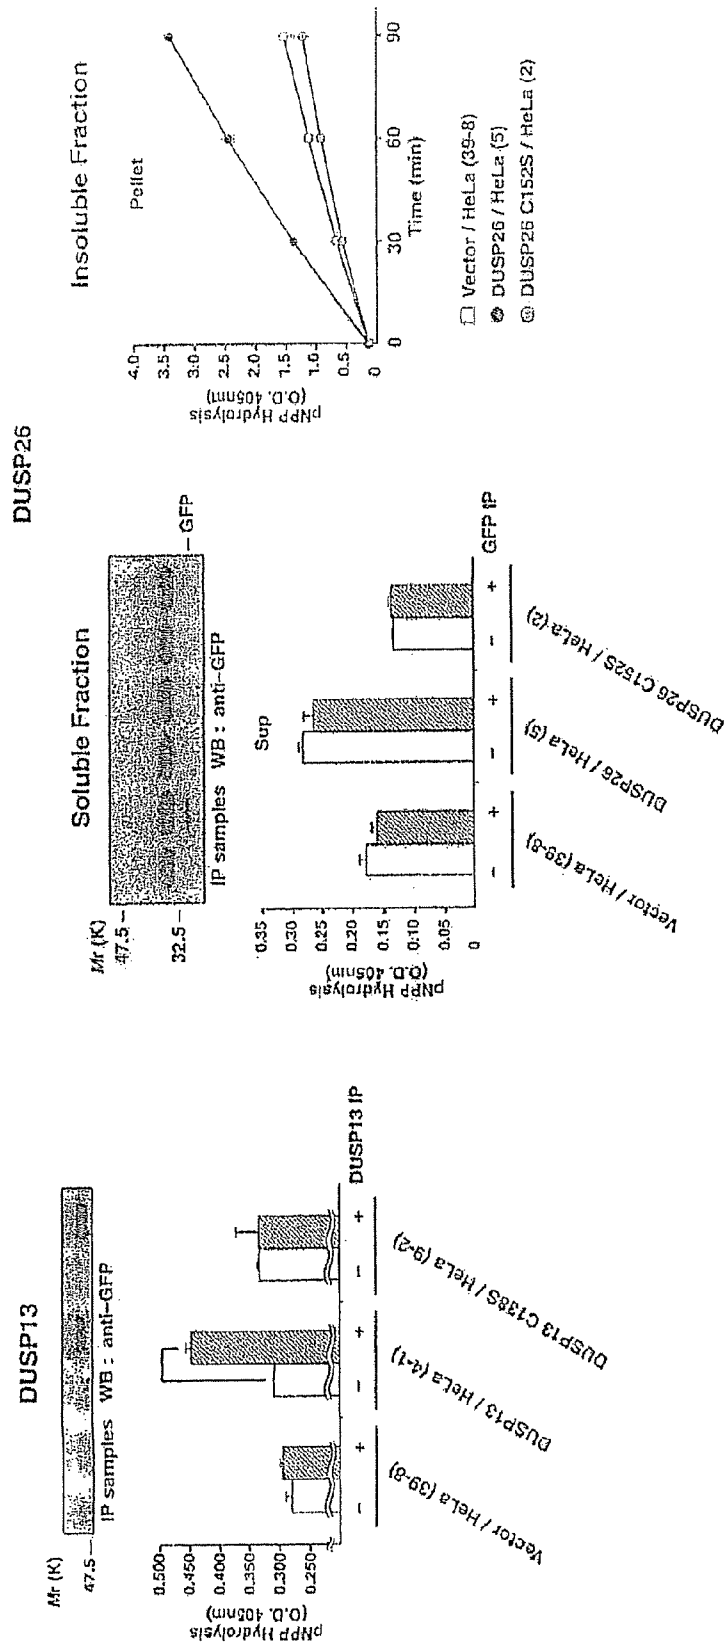 DUSP13
Mr (K)
47.5
IP samples WB : anti-GFP
pNPP Hydrolysis
(O.D. 405nm)
0.500
0.450
0.400
0.350
0.300
0.250
- + - + - + DUSP13 IP
Vector / HeLa (39-8)
DUSP13 / HeLa (4-1)
DUSP13 C138S / HeLa (9-2)
DUSP26
Soluble Fraction
Mr (K)
47.5
32.5
GFP
IP samples WB : anti-GFP
Sup
pNPP Hydrolysis
(O.D. 405nm)
0.35
0.30
0.25
0.20
0.15
0.10
0.05
0
- + - + - + GFP IP
Vector / HeLa (39-8)
DUSP26 / HeLa (5)
DUSP26 C152S / HeLa (2)
Insoluble Fraction
Pellet
pNPP Hydrolysis
(O.D. 405nm)
4.0
3.5
3.0
2.5
2.0
1.5
1.0
0.5
0
0 30 60 90
Time (min)
Vector / HeLa (39-8)
DUSP26 / HeLa (5)
DUSP26 C152S / HeLa (2)